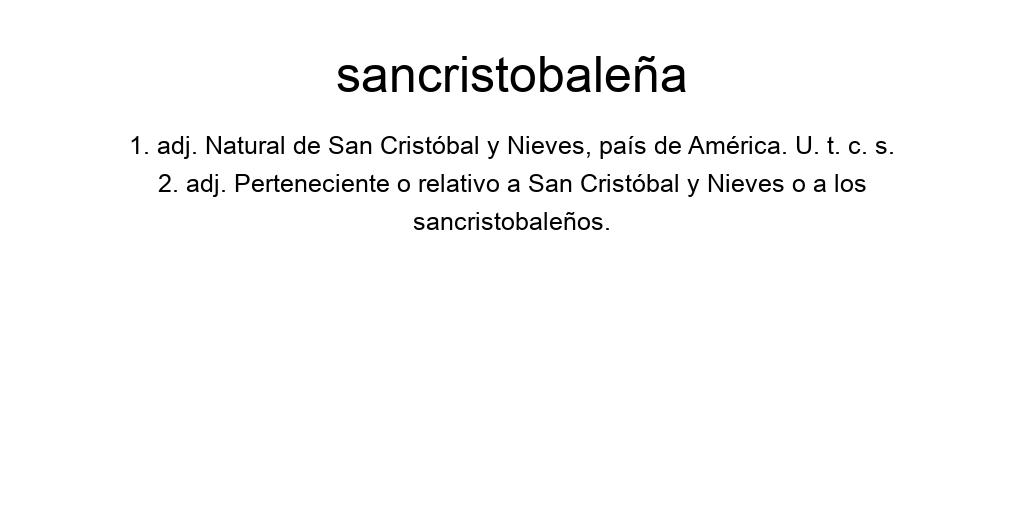 sancristobaleña
1. adj. Natural de San Cristóbal y Nieves, país de América. U. t. c. s.
2. adj. Perteneciente o relativo a San Cristóbal y Nieves o a los
sancristobaleños.